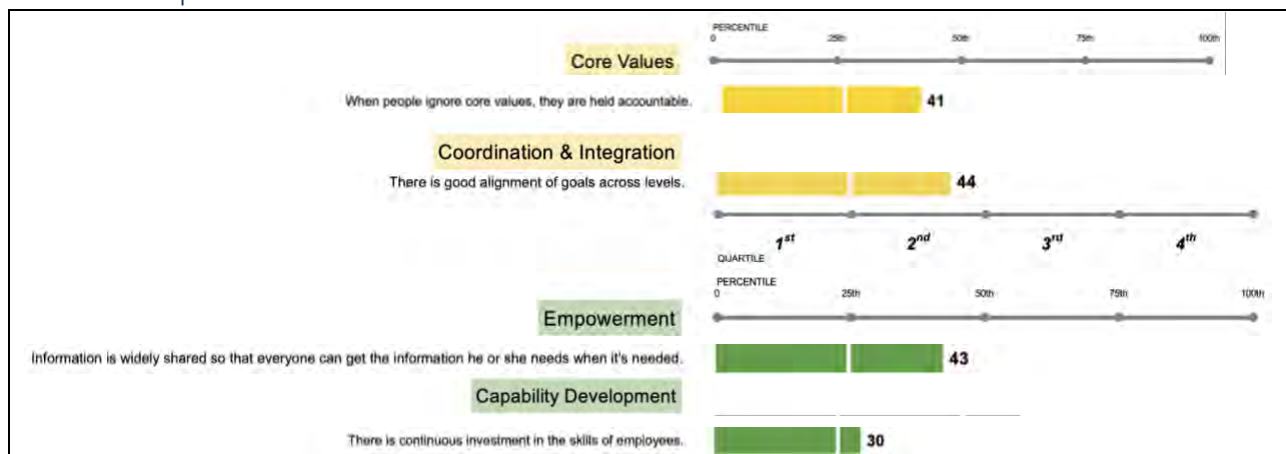 PERCENTILE
0 25th 50th 75th 100th
Core Values
When people ignore core values, they are held accountable. 41
Coordination & Integration
There is good alignment of goals across levels. 44
1st 2nd 3rd 4th
QUARTILE
PERCENTILE
0 25th 50th 75th 100th
Empowerment
Information is widely shared so that everyone can get the information he or she needs when it's needed. 43
Capability Development
There is continuous investment in the skills of employees. 30